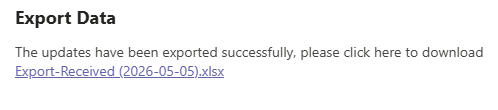 Export Data
The updates have been exported successfully, please click here to download
Export-Received (2026-05-05).xlsx